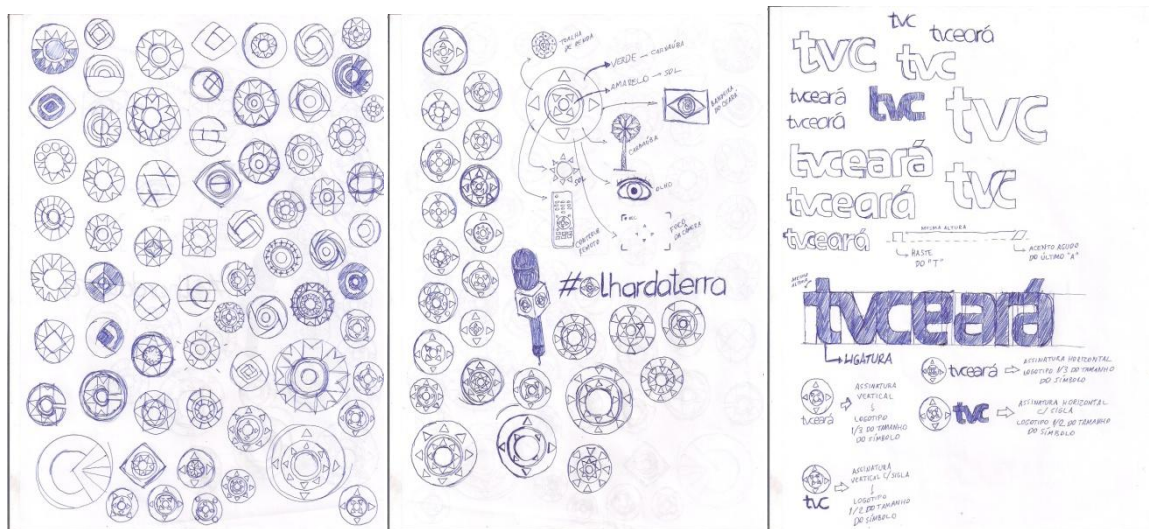 TOALHA
DE RENDA
VERDE — CARNAÚBA
AMARELO → SOL
BANDEIRA
DO CEARÁ
CARNAÚBA
SOL
OLHO
CONTROLE
REMOTO
REC
FOCO
DA CÂMERA
#olhardaterra
tvc
tvc
tvceará
tvc
tvceará
tvceará
tvc
tvc
tvceará
tvceará
tvc
tvceará
MESMA ALTURA
HASTE
DO "T"
ACENTO AGUDO
DO ÚLTIMO "A"
MESMA
ALTURA
tvceará
LIGATURA
tvceará
ASSINATURA
VERTICAL
LOGOTIPO
1/3 DO TAMANHO
DO SÍMBOLO
tvceará
ASSINATURA HORIZONTAL
LOGOTIPO 1/3 DO TAMANHO
DO SÍMBOLO
tvc
ASSINATURA HORIZONTAL
C/ SIGLA
LOGOTIPO 1/2 DO TAMANHO
DO SÍMBOLO
tvc
ASSINATURA
VERTICAL C/SIGLA
LOGOTIPO
1/2 DO TAMANHO
DO SÍMBOLO